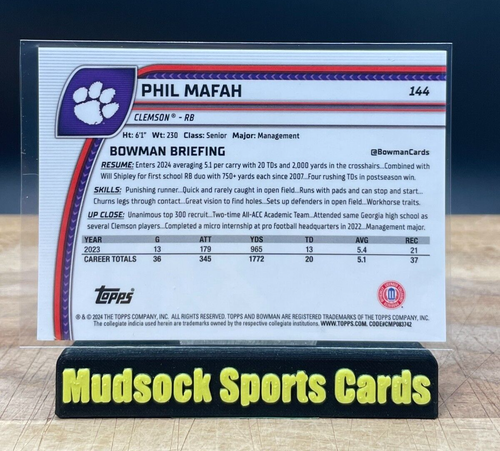 PHIL MAFAH
144
CLEMSON® - RB
Ht: 6'1" Wt: 230 Class: Senior Major: Management
BOWMAN BRIEFING
@BowmanCards
RESUME: Enters 2024 averaging 5.1 per carry with 20 TDs and 2,000 yards in the crosshairs...Combined with
Will Shipley for first school RB duo with 750+ yards each since 2007...Four rushing TDs in postseason win.
SKILLS: Punishing runner...Quick and rarely caught in open field...Runs with pads and can stop and start...
Churns legs through contact...Great vision to find holes...Sets up defenders in open field...Workhorse traits.
UP CLOSE: Unanimous top 300 recruit...Two-time All-ACC Academic Team...Attended same Georgia high school as
several Clemson players...Completed a micro internship at pro football headquarters in 2022...Management major.
YEAR G ATT YDS TD AVG REC
2023 13 179 965 13 5.4 21
CAREER TOTALS 36 345 1772 20 5.1 37
Topps
® & © 2024 THE TOPPS COMPANY, INC. ALL RIGHTS RESERVED. TOPPS AND BOWMAN ARE REGISTERED TRADEMARKS OF THE TOPPS COMPANY, INC.
The collegiate indicia used herein are trademarks owned by the respective collegiate institutions. WWW.TOPPS.COM. CODE#CMP083742
Mudsock Sports Cards